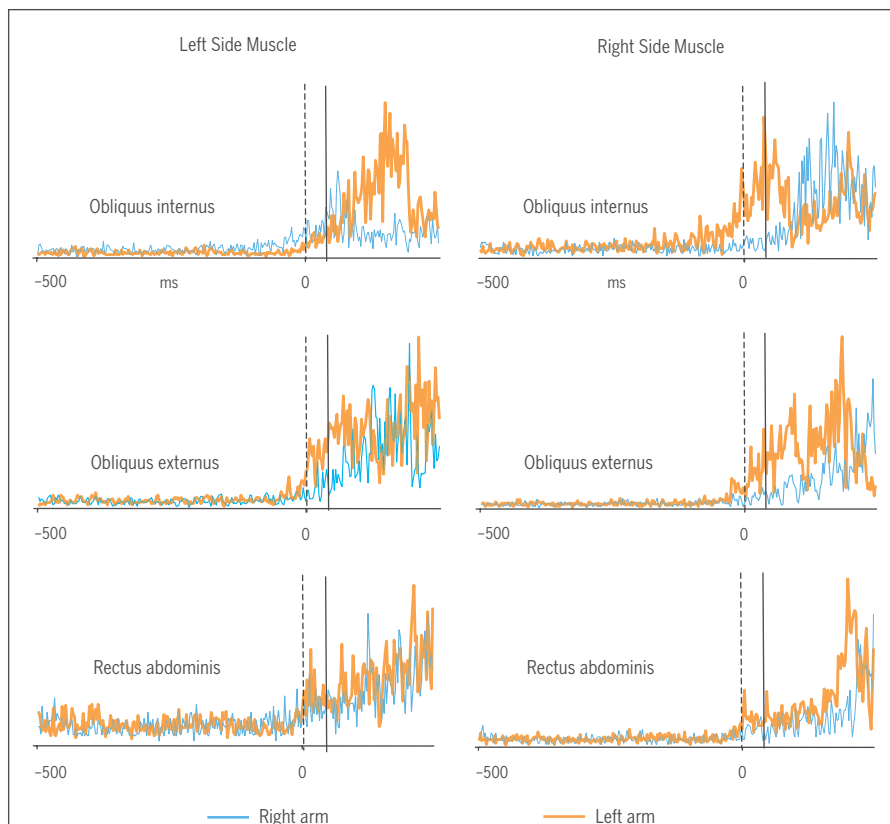 Left Side Muscle
Right Side Muscle
Obliquus internus
Obliquus internus
–500 ms 0
–500 ms 0
Obliquus externus
Obliquus externus
–500 0
–500 0
Rectus abdominis
Rectus abdominis
–500 0
–500 0
Right arm
Left arm